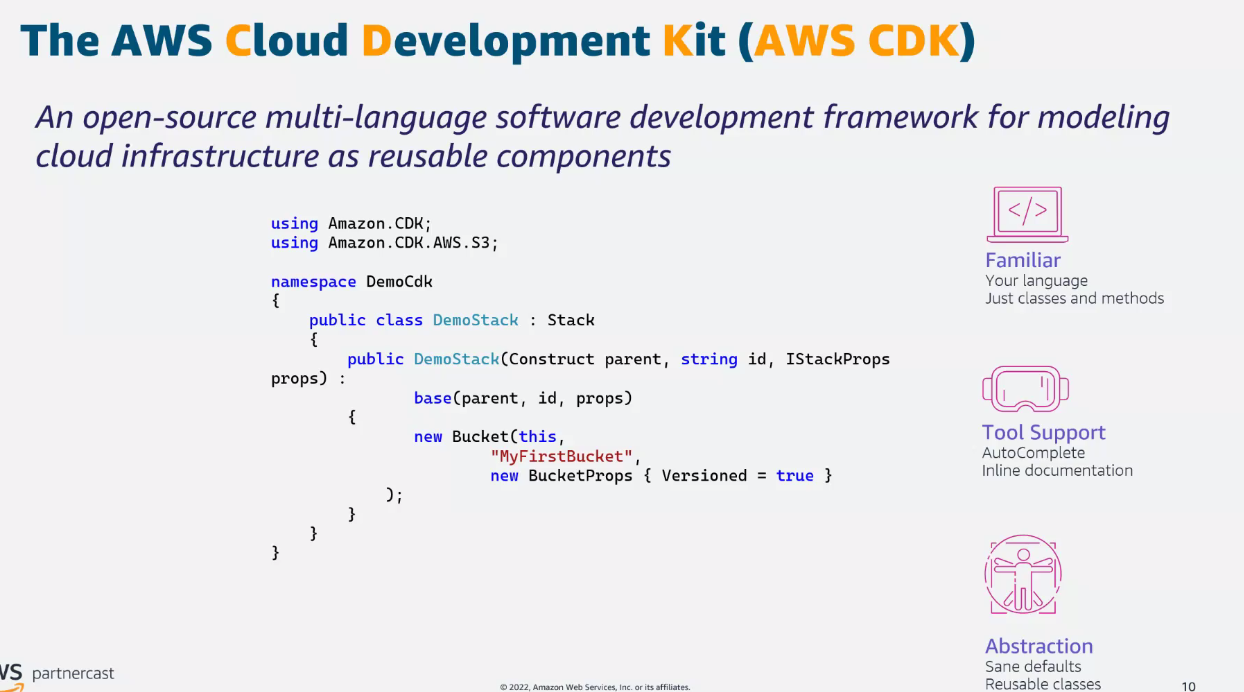 The AWS Cloud Development Kit (AWS CDK)
An open-source multi-language software development framework for modeling
cloud infrastructure as reusable components
using Amazon.CDK;
using Amazon.CDK.AWS.S3;
namespace DemoCdk
{
public class DemoStack : Stack
{
public DemoStack(Construct parent, string id, IStackProps
props) :
base(parent, id, props)
{
new Bucket(this,
"MyFirstBucket",
new BucketProps { Versioned = true }
);
}
}
}
</>
Familiar
Your language
Just classes and methods
Tool Support
AutoComplete
Inline documentation
Abstraction
Sane defaults
Reusable classes
partnercast
© 2022, Amazon Web Services, Inc. or its affiliates.
10